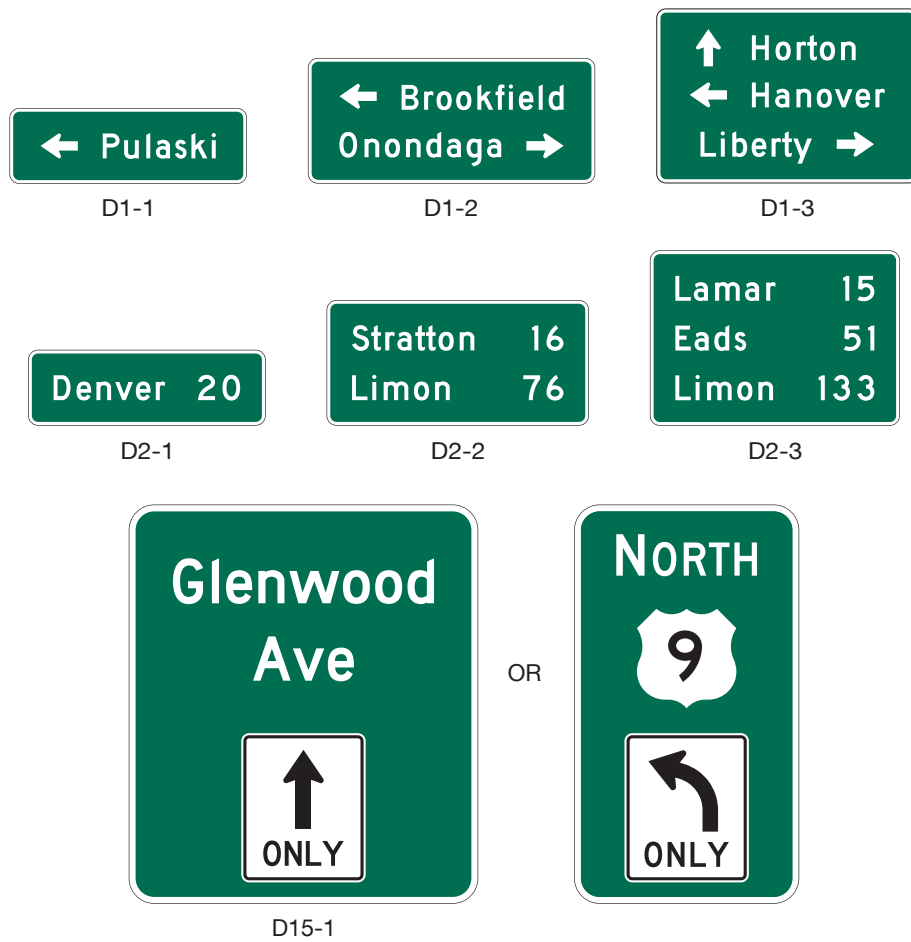 ← Pulaski
D1-1
← Brookfield
Onondaga →
D1-2
↑ Horton
← Hanover
Liberty →
D1-3
Denver 20
D2-1
Stratton 16
Limon 76
D2-2
Lamar 15
Eads 51
Limon 133
D2-3
Glenwood
Ave
ONLY
D15-1
OR
NORTH
9
ONLY